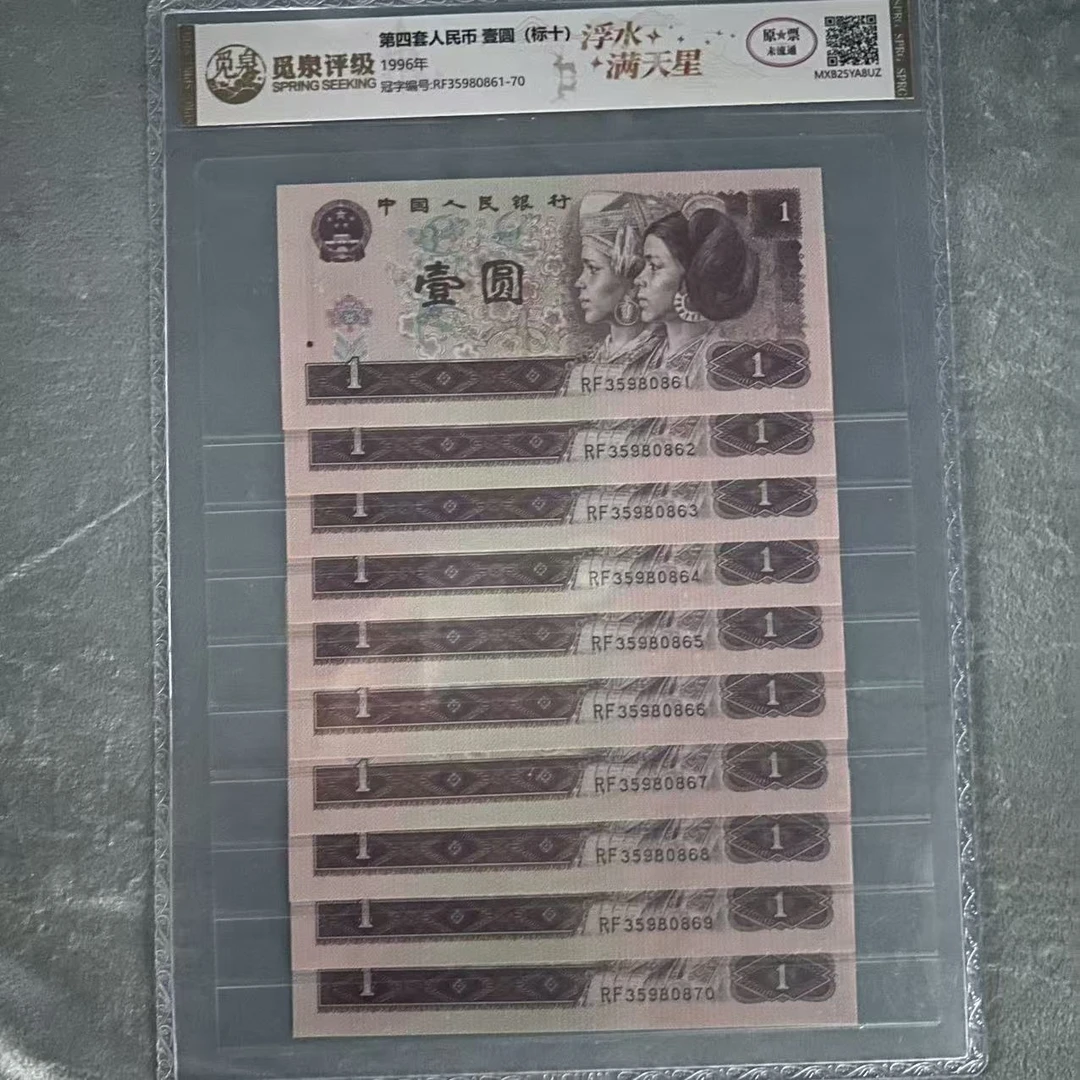 觅泉
觅泉评级
SPRING SEEKING
第四套人民币 壹圆（标十）
1996年
冠字编号:RF35980861-70
浮水
满天星
原★票
未流通
MXB25YA8UZ
SPRG
中国人民银行
1
壹圆
1
RF35980861
1
1
RF35980862
1
1
RF35980863
1
1
RF35980864
1
1
RF35980865
1
1
RF35980866
1
1
RF35980867
1
1
RF35980868
1
1
RF35980869
1
1
RF35980870
1